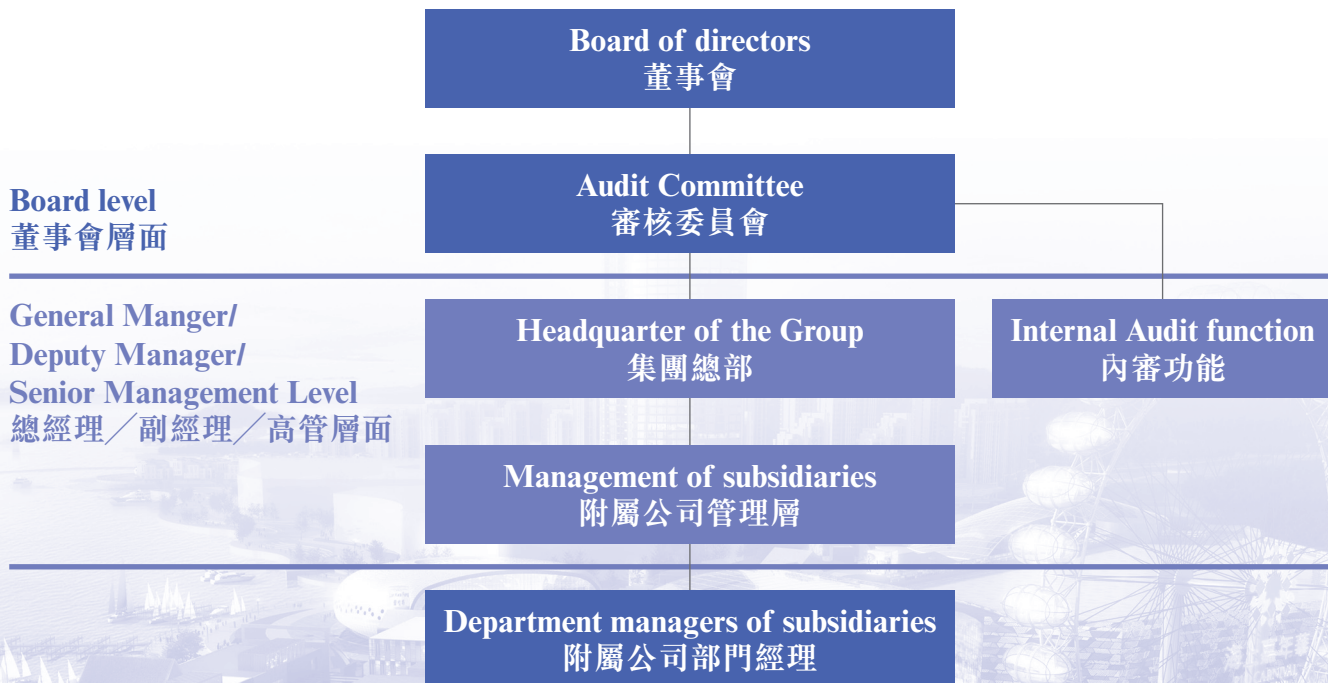 Board of directors
董事會
Audit Committee
審核委員會
Board level
董事會層面
General Manger/
Deputy Manager/
Senior Management Level
總經理╱副經理╱高管層面
Headquarter of the Group
集團總部
Internal Audit function
內審功能
Management of subsidiaries
附屬公司管理層
Department managers of subsidiaries
附屬公司部門經理